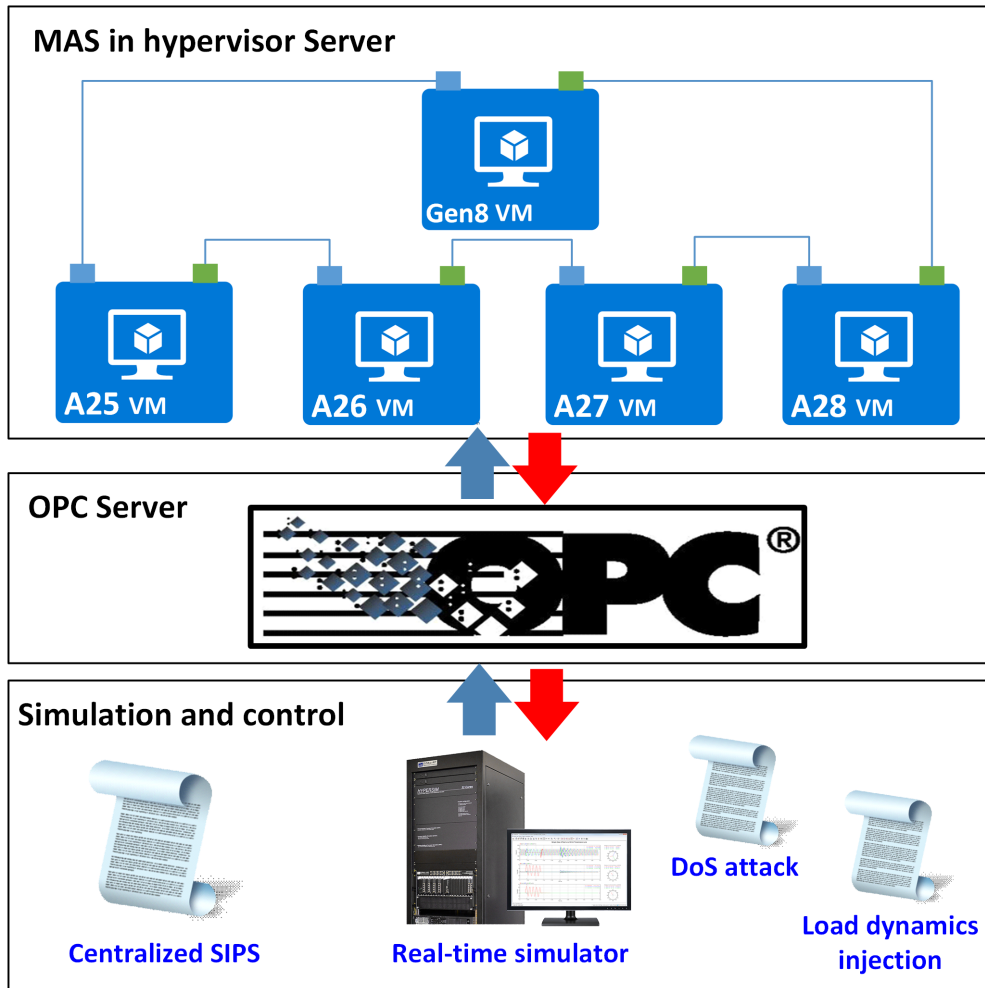 MAS in hypervisor Server
Gen8 VM
A25 VM
A26 VM
A27 VM
A28 VM
OPC Server
OPC®
Simulation and control
HYPERSIM
DoS attack
Centralized SIPS
Real-time simulator
Load dynamics
injection